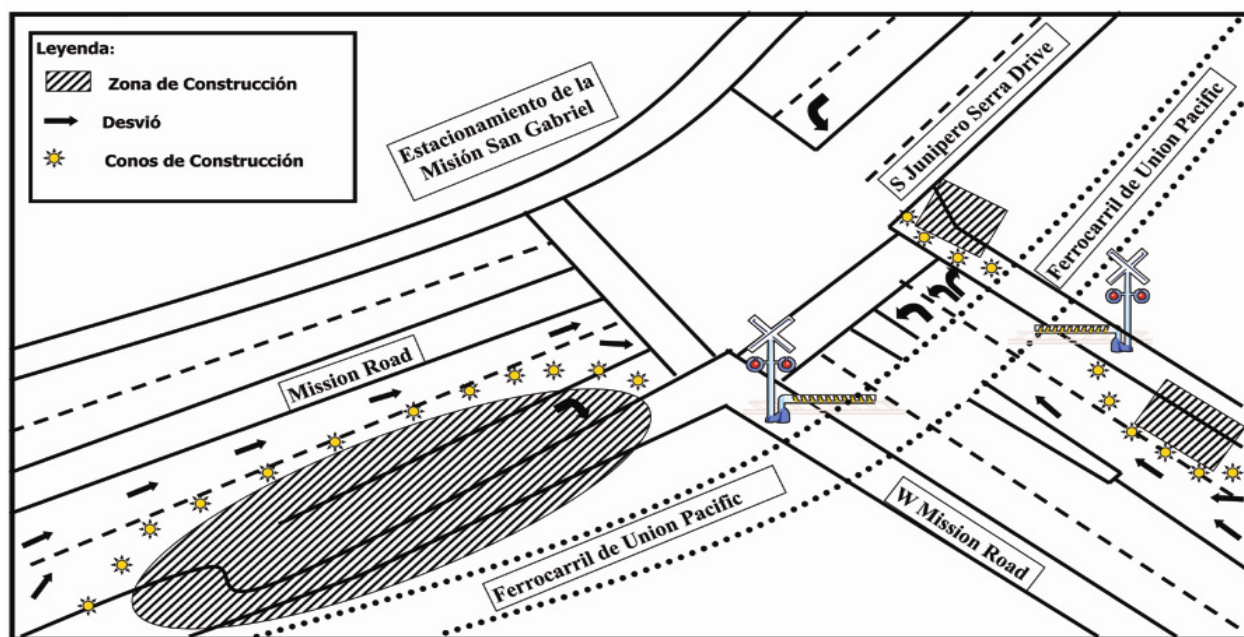 Leyenda:
Zona de Construcción
Desvió
Conos de Construcción
Estacionamiento de la
Misión San Gabriel
S Junipero Serra Drive
Ferrocarril de Union Pacific
Mission Road
Ferrocarril de Union Pacific
W Mission Road